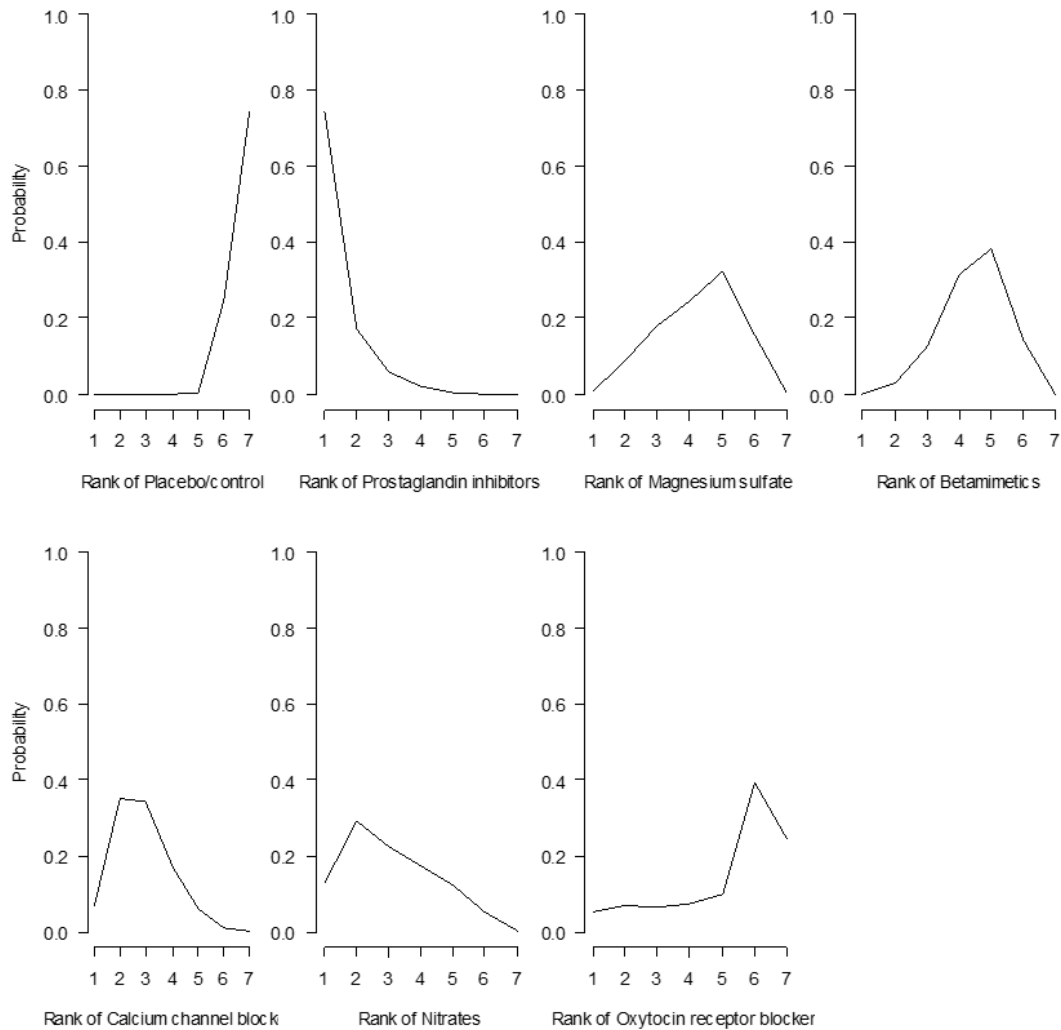 1.0 1.0 1.0 1.0
0.8 0.8 0.8 0.8
0.6 0.6 0.6 0.6
Probability
0.4 0.4 0.4 0.4
0.2 0.2 0.2 0.2
0.0 0.0 0.0 0.0
1 2 3 4 5 6 7 1 2 3 4 5 6 7 1 2 3 4 5 6 7 1 2 3 4 5 6 7
Rank of Placebo/control Rank of Prostaglandin inhibitors Rank of Magnesium sulfate Rank of Betamimetics
1.0 1.0 1.0
0.8 0.8 0.8
0.6 0.6 0.6
Probability
0.4 0.4 0.4
0.2 0.2 0.2
0.0 0.0 0.0
1 2 3 4 5 6 7 1 2 3 4 5 6 7 1 2 3 4 5 6 7
Rank of Calcium channel block Rank of Nitrates Rank of Oxytocin receptor blocker